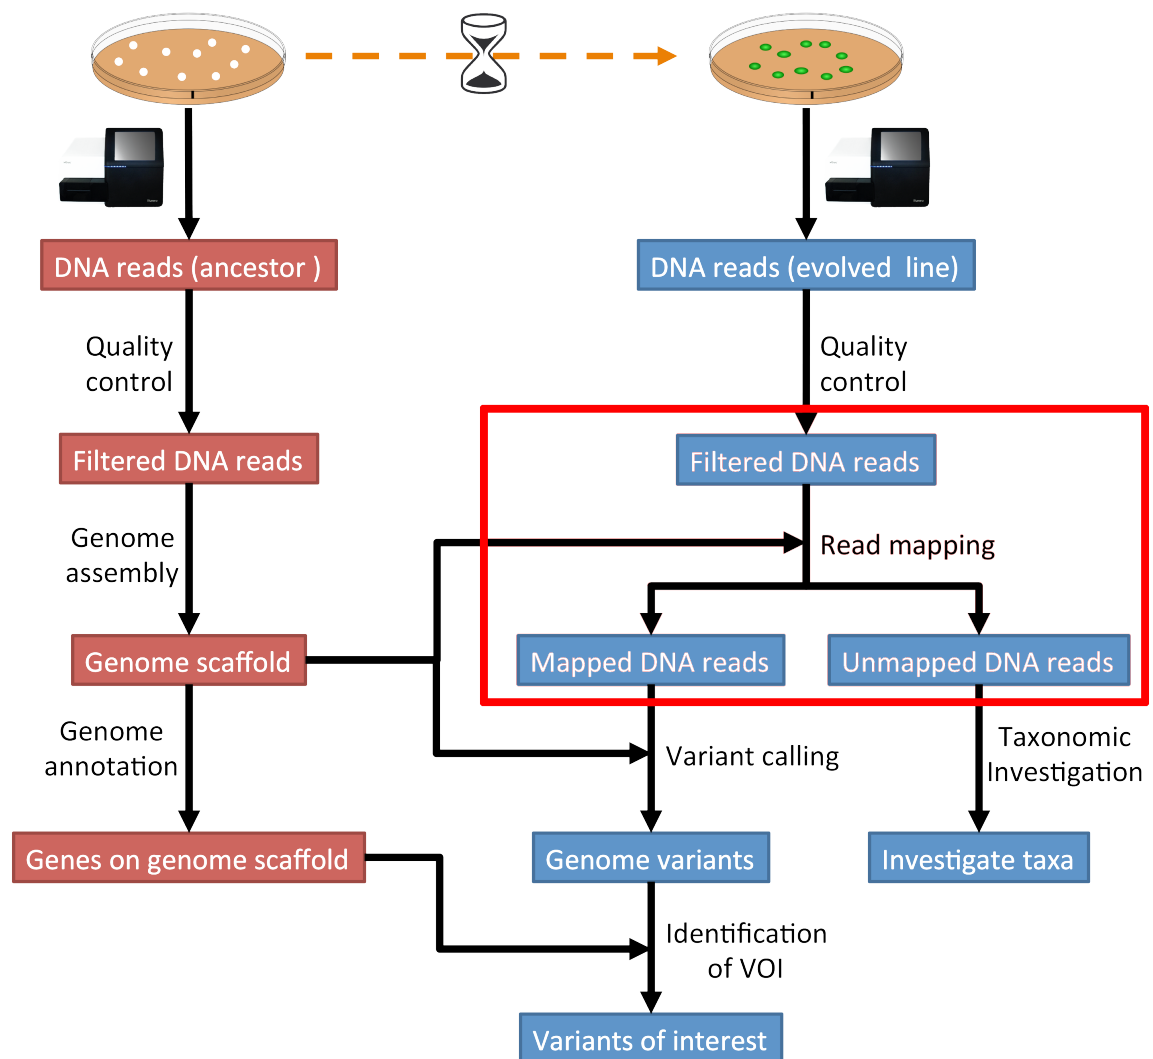 DNA reads (ancestor )
DNA reads (evolved line)
Quality
control
Quality
control
Filtered DNA reads
Filtered DNA reads
Genome
assembly
Read mapping
Genome scaffold
Mapped DNA reads
Unmapped DNA reads
Genome
annotation
Variant calling
Taxonomic
Investigation
Genes on genome scaffold
Genome variants
Investigate taxa
Identification
of VOI
Variants of interest